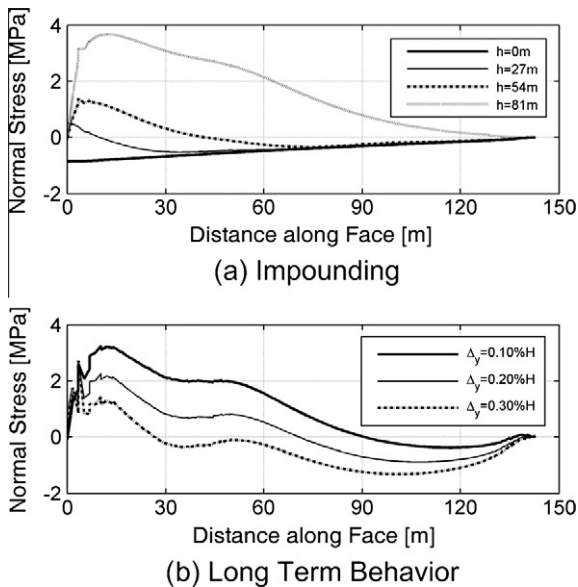 Normal Stress [MPa]
4
2
0
-2
h=0m
h=27m
h=54m
h=81m
0 30 60 90 120 150
Distance along Face [m]
(a) Impounding
Normal Stress [MPa]
4
2
0
-2
Δy=0.10%H
Δy=0.20%H
Δy=0.30%H
0 30 60 90 120 150
Distance along Face [m]
(b) Long Term Behavior